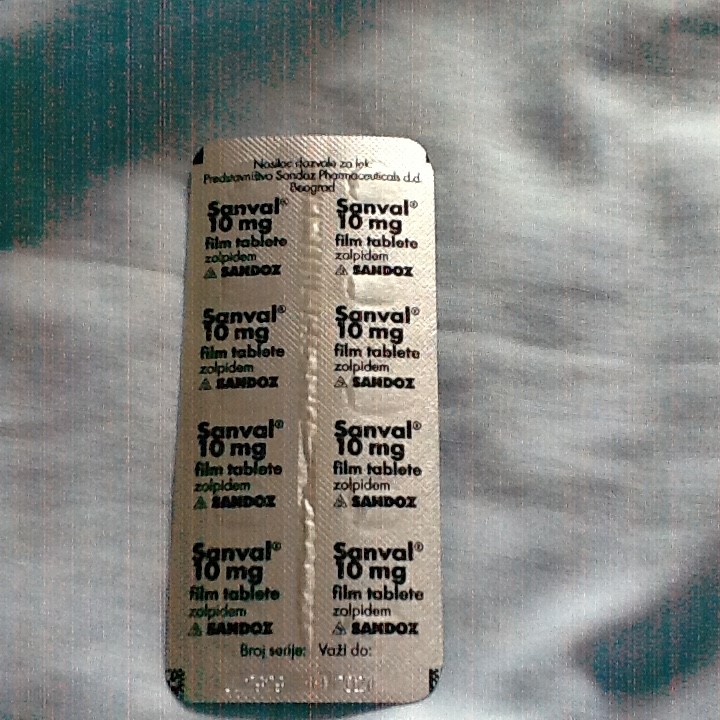 Nosilac dozvole za lek:
Predstavništvo Sandoz Pharmaceuticals d.d.
Beograd
Sanval® Sanval®
10 mg 10 mg
film tablete film tablete
zolpidem zolpidem
SANDOZ SANDOZ
Sanval® Sanval®
10 mg 10 mg
film tablete film tablete
zolpidem zolpidem
SANDOZ SANDOZ
Sanval® Sanval®
10 mg 10 mg
film tablete film tablete
zolpidem zolpidem
SANDOZ SANDOZ
Sanval® Sanval®
10 mg 10 mg
film tablete film tablete
zolpidem zolpidem
SANDOZ SANDOZ
Broj serije: Važi do: